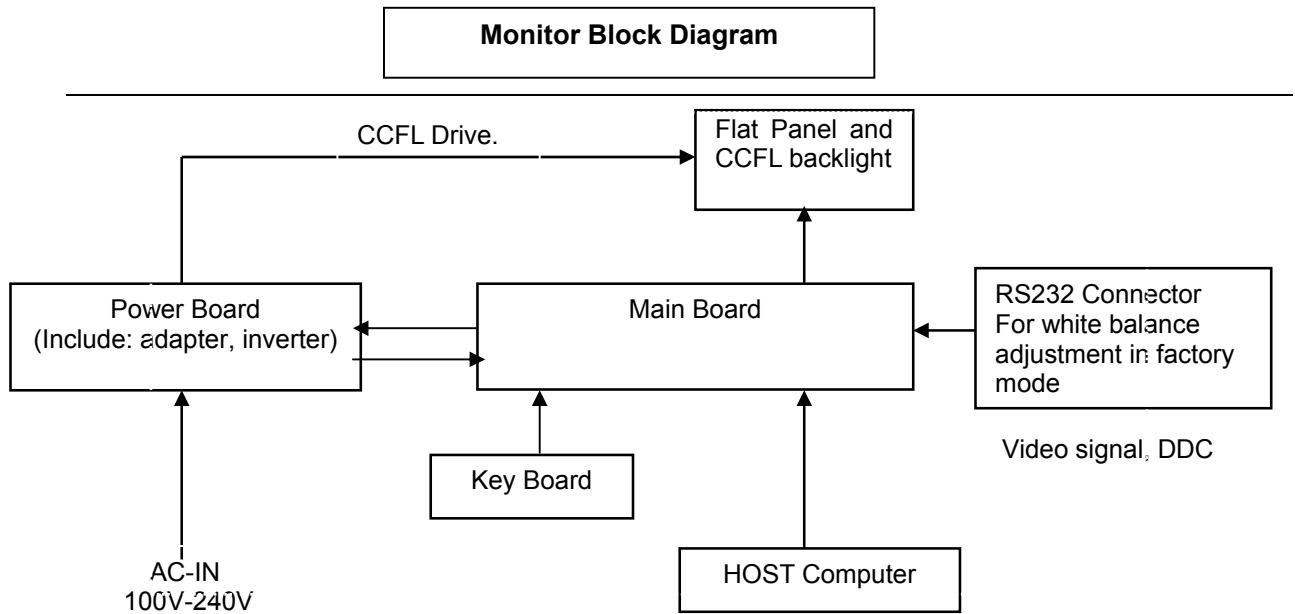 Monitor Block Diagram
CCFL Drive.
Flat Panel and
CCFL backlight
Power Board
(Include: adapter, inverter)
Main Board
RS232 Connector
For white balance
adjustment in factory
mode
Video signal, DDC
Key Board
HOST Computer
AC-IN
100V-240V